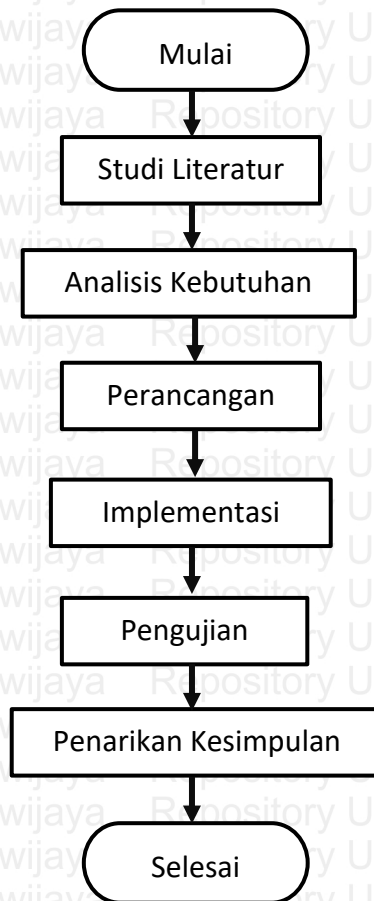 Mulai
Studi Literatur
Analisis Kebutuhan
Perancangan
Implementasi
Pengujian
Penarikan Kesimpulan
Selesai